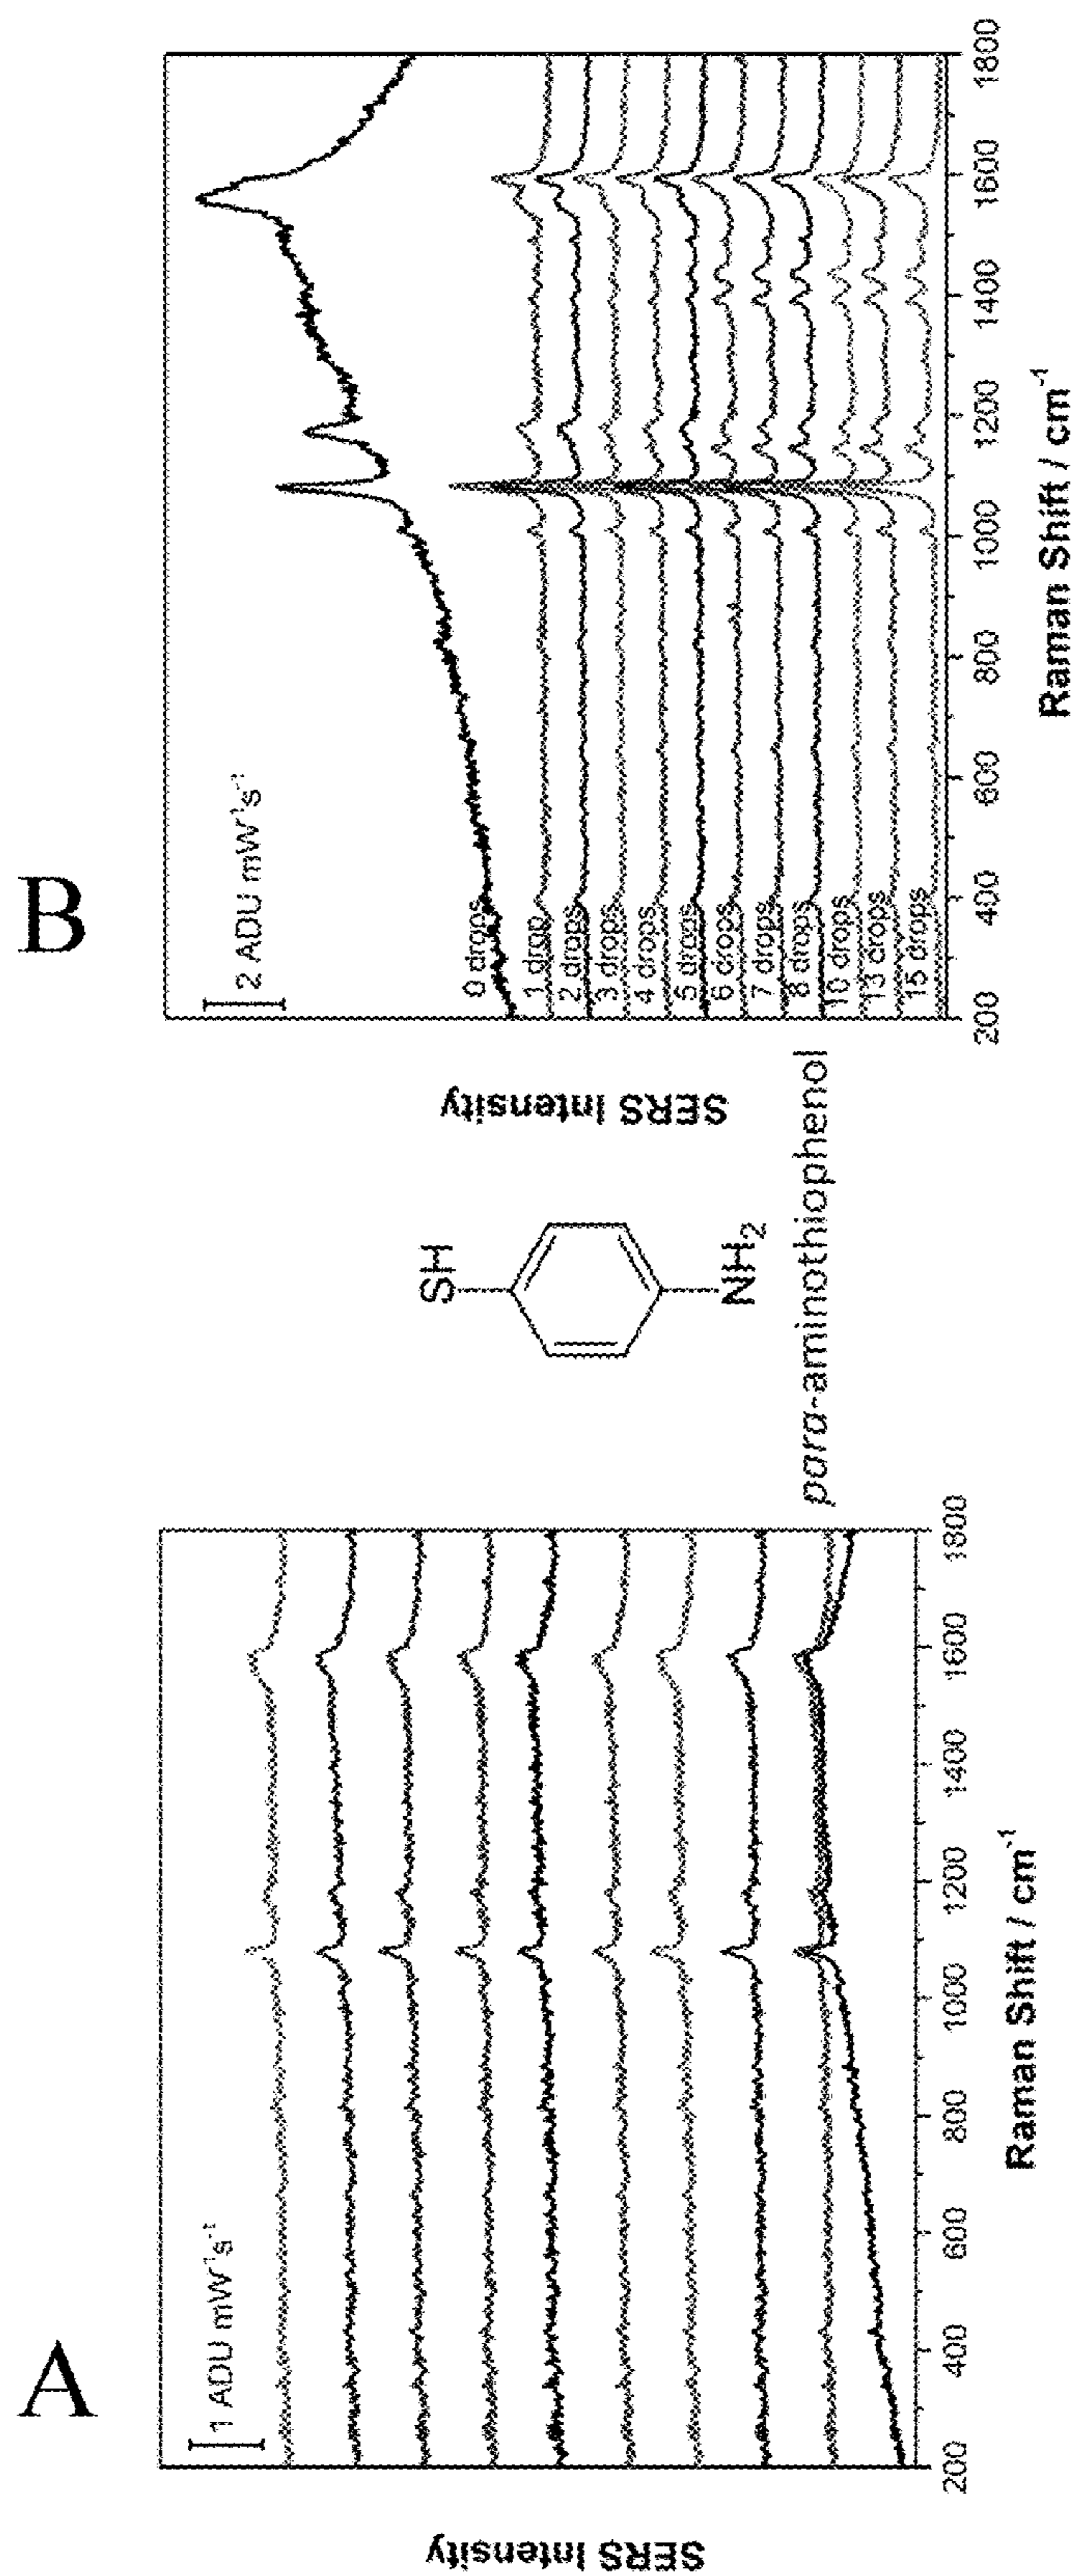 A
1 ADU mW⁻¹s⁻¹
SERS Intensity
200 400 600 800 1000 1200 1400 1600 1800
Raman Shift / cm⁻¹
SH
NH₂
para-aminothiophenol
B
2 ADU mW⁻¹s⁻¹
SERS Intensity
0 drops
1 drop
2 drops
3 drops
4 drops
5 drops
6 drops
7 drops
8 drops
10 drops
13 drops
15 drops
200 400 600 800 1000 1200 1400 1600 1800
Raman Shift / cm⁻¹